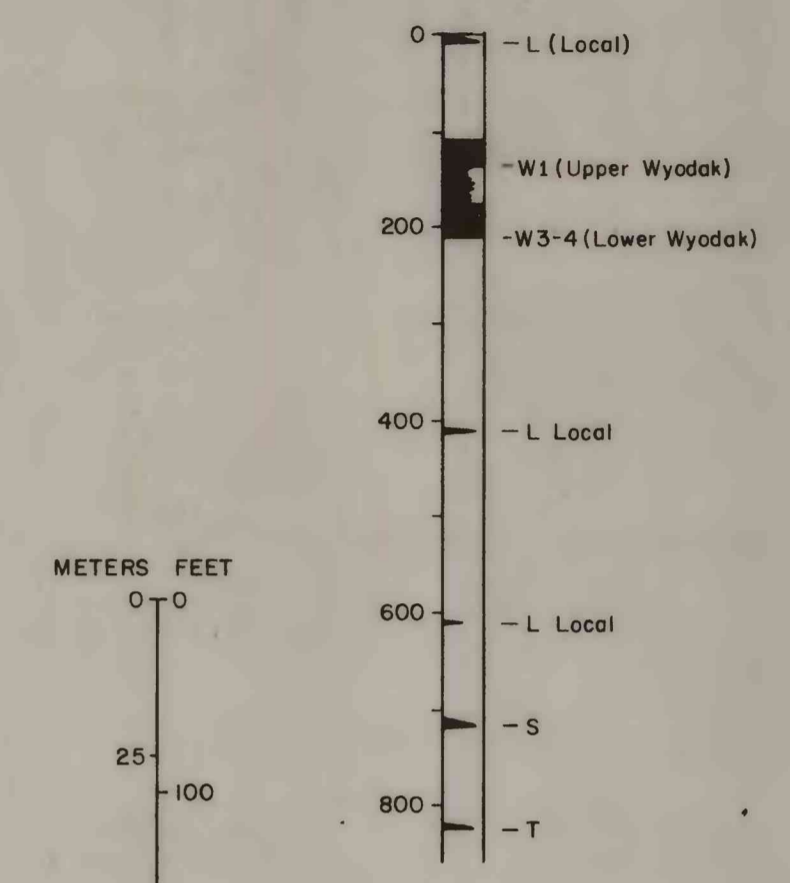 0
L (Local)
W1 (Upper Wyodak)
200
W3-4 (Lower Wyodak)
400
L Local
METERS FEET
0 0
600
L Local
S
25
100
800
T